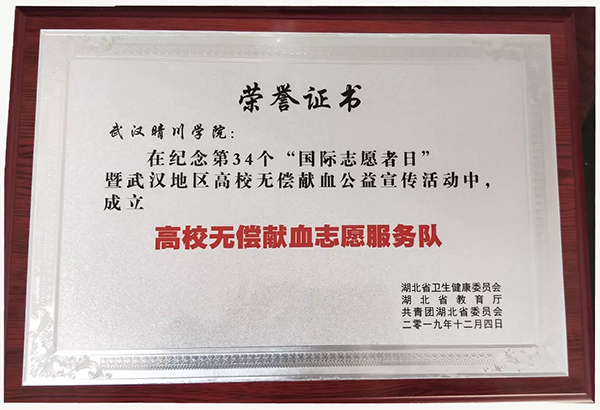 荣誉证书
武汉晴川学院：
在纪念第34个“国际志愿者日”
暨武汉地区高校无偿献血公益宣传活动中，
成立
高校无偿献血志愿服务队
湖北省卫生健康委员会
湖北省教育厅
共青团湖北省委员会
二零一九年十二月四日